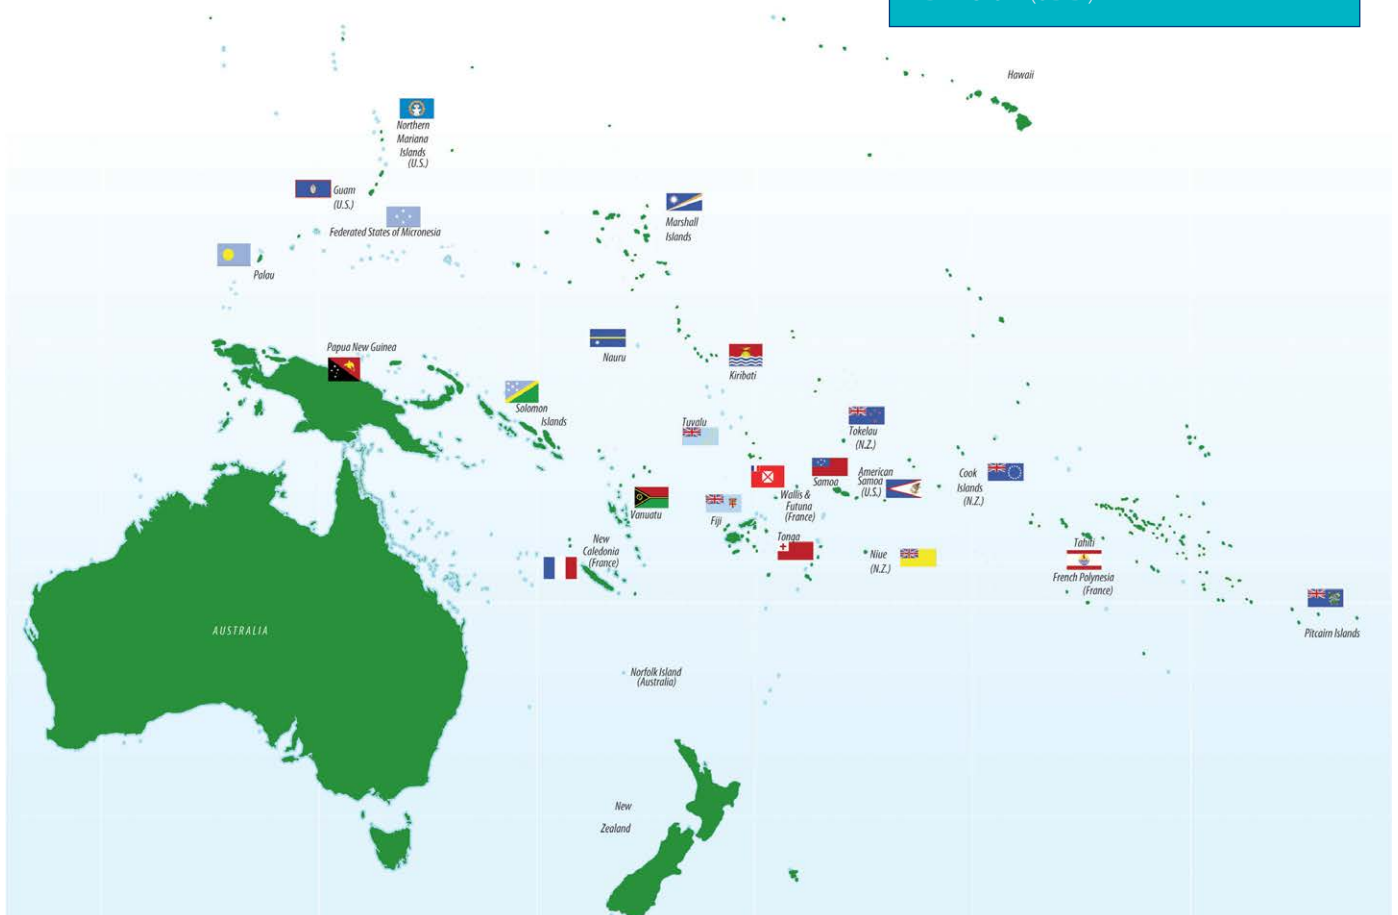 Hawaii
Northern
Mariana
Islands
(U.S.)
Guam
(U.S.)
Federated States of Micronesia
Marshall
Islands
Palau
Papua New Guinea
Nauru
Kiribati
Solomon
Islands
Tuvalu
Tokelau
(N.Z.)
Samoa
American
Samoa
(U.S.)
Cook
Islands
(N.Z.)
Wallis &
Futuna
(France)
Vanuatu
Fiji
New
Caledonia
(France)
Tonga
Niue
(N.Z.)
Tahiti
French Polynesia
(France)
AUSTRALIA
Pitcairn Islands
Norfolk Island
(Australia)
New
Zealand